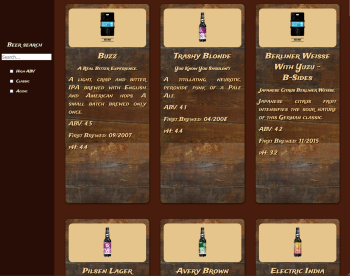 Beer search
Search...
High ABV
Classic
Acidic
Buzz
A Real Bitter Experience.
A light, crisp and bitter
IPA brewed with English
and American hops. A
small batch brewed only
once.
ABV: 4.5
First Brewed: 09/2007
pH: 4.4
Trashy Blonde
You Know You Shouldn't
A titillating, neurotic,
peroxide punk of a Pale
Ale.
ABV: 4.1
First Brewed: 04/2008
pH: 4.4
Berliner Weisse
With Yuzu -
B-Sides
Japanese Citrus Berliner Weisse.
Japanese citrus fruit
intensifies the sour nature
of this German classic.
ABV: 4.2
First Brewed: 11/2015
pH: 3.2
Pilsen Lager
Avery Brown
Electric India